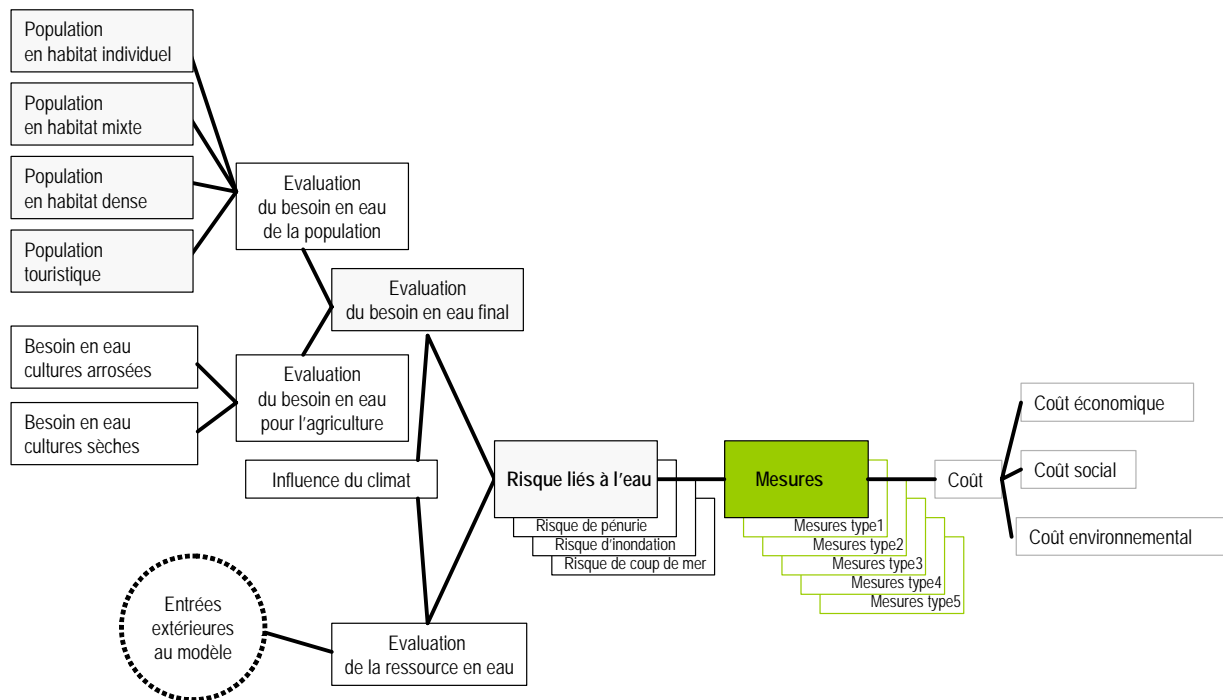 Population
en habitat individuel
Population
en habitat mixte
Population
en habitat dense
Population
touristique
Evaluation
du besoin en eau
de la population
Evaluation
du besoin en eau final
Besoin en eau
cultures arrosées
Besoin en eau
cultures sèches
Evaluation
du besoin en eau
pour l'agriculture
Influence du climat
Risque liés à l'eau
Risque de pénurie
Risque d'inondation
Risque de coup de mer
Mesures
Mesures type1
Mesures type2
Mesures type3
Mesures type4
Mesures type5
Coût
Coût économique
Coût social
Coût environnemental
Entrées
extérieures
au modèle
Evaluation
de la ressource en eau